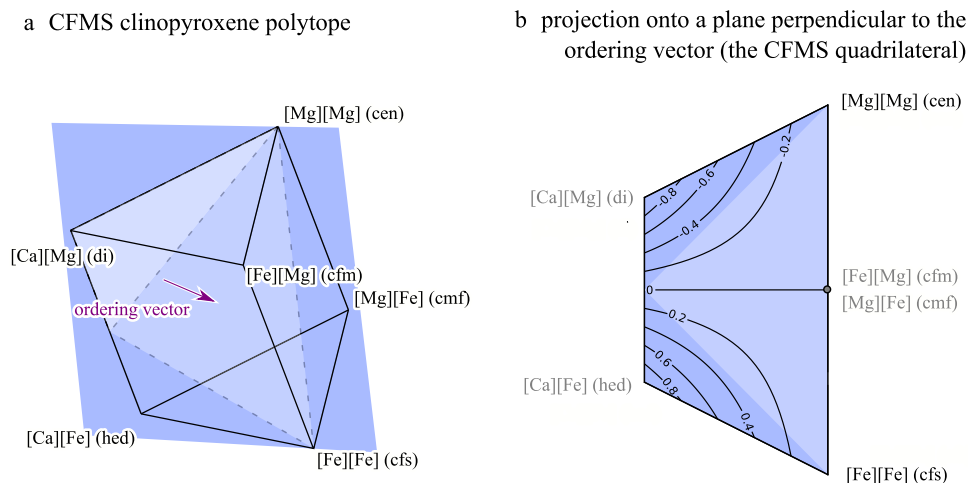 a CFMS clinopyroxene polytope
[Mg][Mg] (cen)
[Ca][Mg] (di)
[Fe][Mg] (cfm)
[Mg][Fe] (cmf)
ordering vector
[Ca][Fe] (hed)
[Fe][Fe] (cfs)
b projection onto a plane perpendicular to the
ordering vector (the CFMS quadrilateral)
[Mg][Mg] (cen)
-0.2
-0.6
-0.8
[Ca][Mg] (di)
-0.4
[Fe][Mg] (cfm)
0
[Mg][Fe] (cmf)
0.2
0.6
[Ca][Fe] (hed)
0.8
0.4
[Fe][Fe] (cfs)